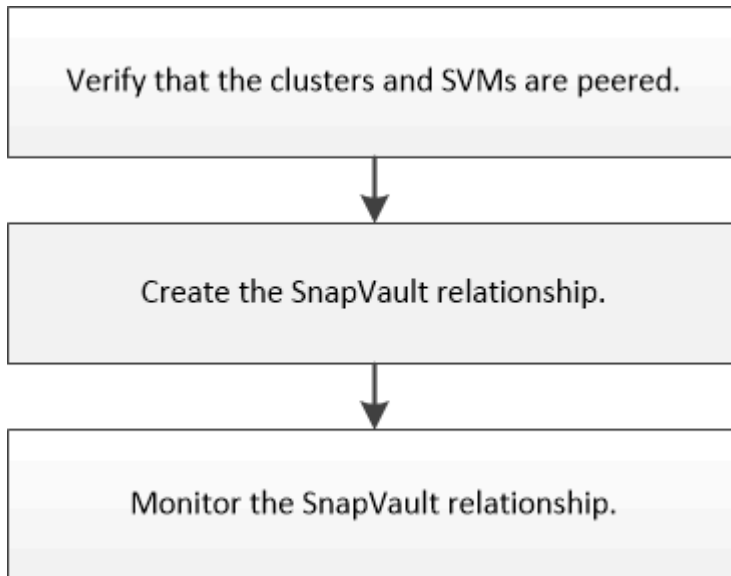 Verify that the clusters and SVMs are peered.
Create the SnapVault relationship.
Monitor the SnapVault relationship.